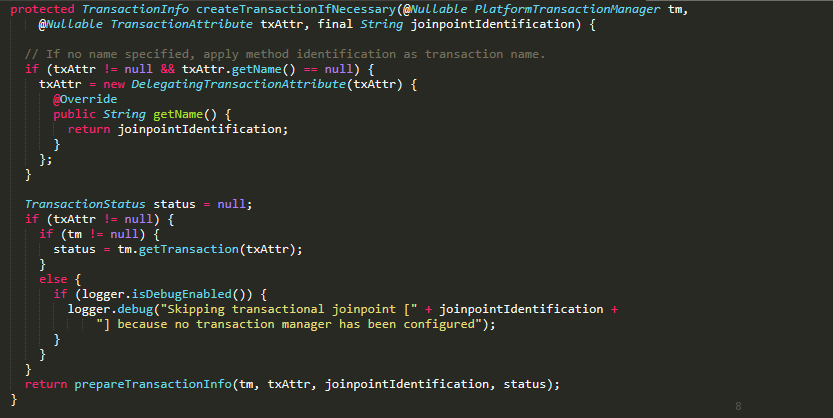 protected TransactionInfo createTransactionIfNecessary(@Nullable PlatformTransactionManager tm,
    @Nullable TransactionAttribute txAttr, final String joinpointIdentification) {

  // If no name specified, apply method identification as transaction name.
  if (txAttr != null && txAttr.getName() == null) {
    txAttr = new DelegatingTransactionAttribute(txAttr) {
      @Override
      public String getName() {
        return joinpointIdentification;
      }
    };
  }

  TransactionStatus status = null;
  if (txAttr != null) {
    if (tm != null) {
      status = tm.getTransaction(txAttr);
    }
    else {
      if (logger.isDebugEnabled()) {
        logger.debug("Skipping transactional joinpoint [" + joinpointIdentification +
            "] because no transaction manager has been configured");
      }
    }
  }
  return prepareTransactionInfo(tm, txAttr, joinpointIdentification, status);
}
8